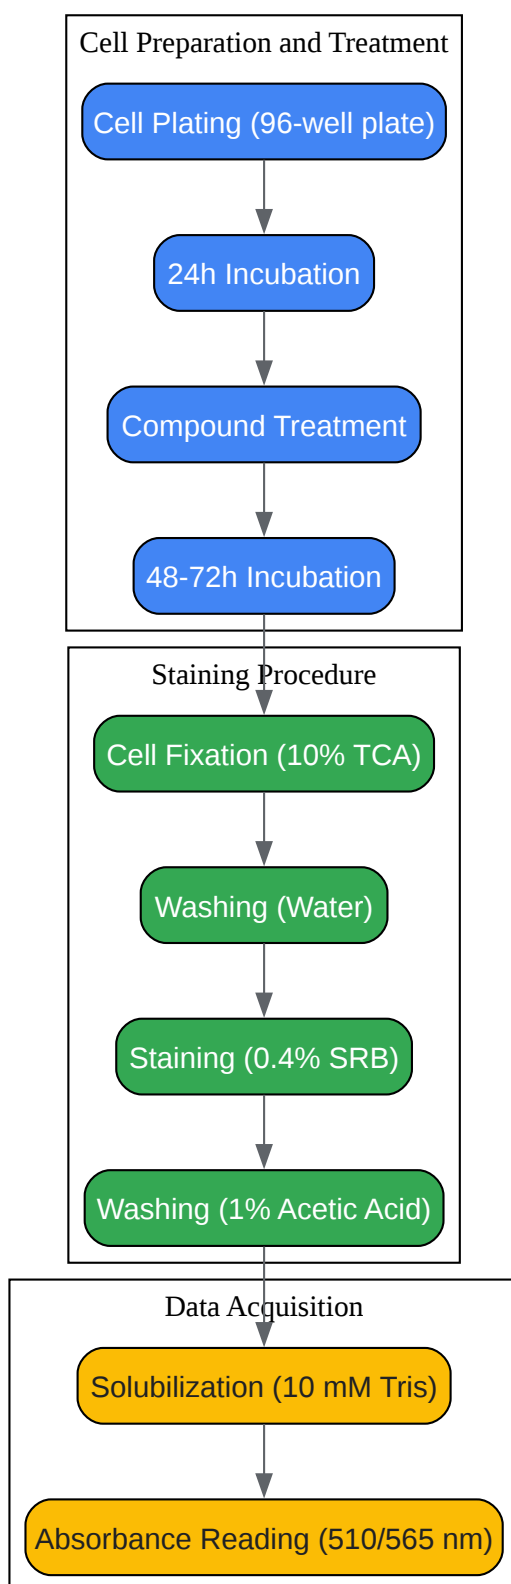 Cell Preparation and Treatment
Cell Plating (96-well plate)
24h Incubation
Compound Treatment
48-72h Incubation
Staining Procedure
Cell Fixation (10% TCA)
Washing (Water)
Staining (0.4% SRB)
Washing (1% Acetic Acid)
Data Acquisition
Solubilization (10 mM Tris)
Absorbance Reading (510/565 nm)